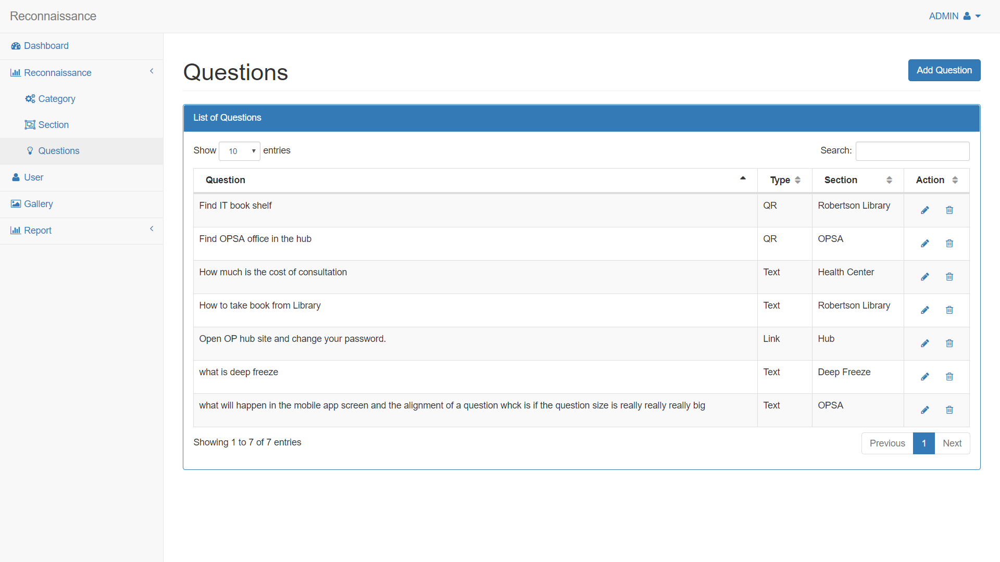 Reconnaissance
ADMIN
Dashboard
Reconnaissance
Category
Section
Questions
User
Gallery
Report
Questions
Add Question
List of Questions
Show 10 entries
Search:
Question Type Section Action
Find IT book shelf QR Robertson Library
Find OPSA office in the hub QR OPSA
How much is the cost of consultation Text Health Center
How to take book from Library Text Robertson Library
Open OP hub site and change your password. Link Hub
what is deep freeze Text Deep Freeze
what will happen in the mobile app screen and the alignment of a question whck is if the question size is really really really big Text OPSA
Showing 1 to 7 of 7 entries
Previous 1 Next